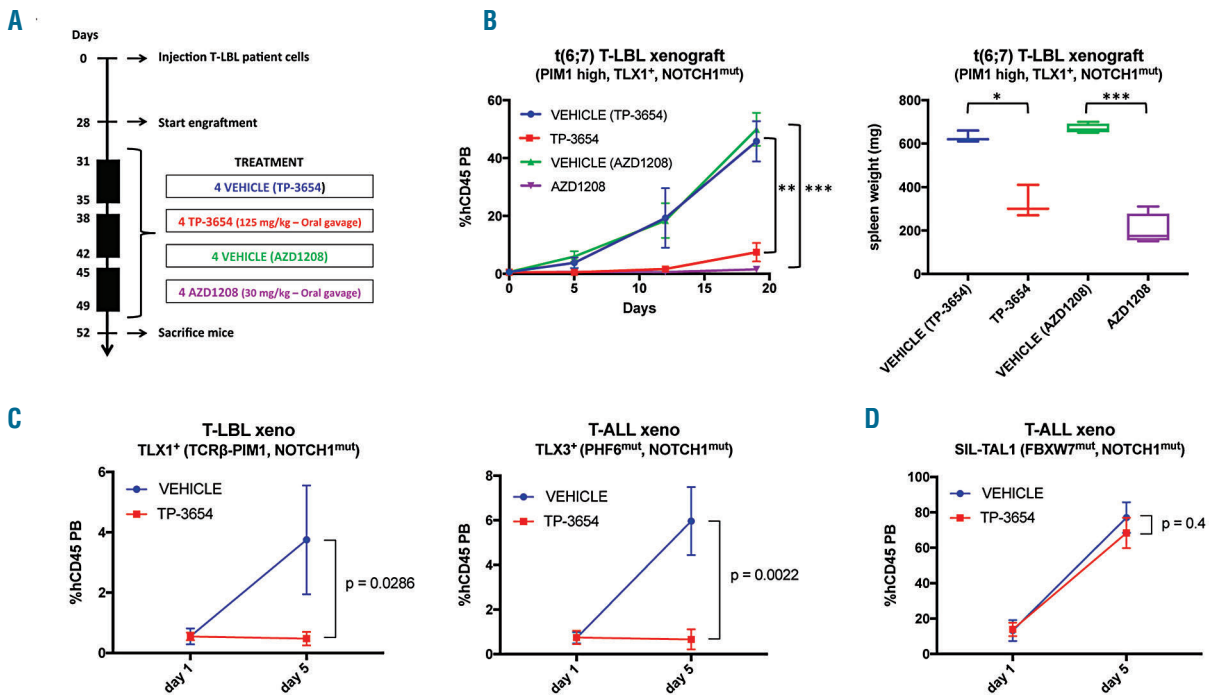 A
Days
0
Injection T-LBL patient cells
28
Start engraftment
31
35
38
42
45
49
52
TREATMENT
4 VEHICLE (TP-3654)
4 TP-3654 (125 mg/kg – Oral gavage)
4 VEHICLE (AZD1208)
4 AZD1208 (30 mg/kg – Oral gavage)
Sacrifice mice
B
t(6;7) T-LBL xenograft
(PIM1 high, TLX1+, NOTCH1mut)
%hCD45 PB
60
40
20
0
VEHICLE (TP-3654)
TP-3654
VEHICLE (AZD1208)
AZD1208
** ***
0 5 10 15 20
Days
t(6;7) T-LBL xenograft
(PIM1 high, TLX1+, NOTCH1mut)
spleen weight (mg)
800
600
400
200
0
* ***
VEHICLE (TP-3654)
TP-3654
VEHICLE (AZD1208)
AZD1208
C
T-LBL xeno
TLX1+ (TCRβ-PIM1, NOTCH1mut)
%hCD45 PB
6
4
2
0
VEHICLE
TP-3654
p = 0.0286
day 1
day 5
T-ALL xeno
TLX3+ (PHF6mut, NOTCH1mut)
%hCD45 PB
8
6
4
2
0
VEHICLE
TP-3654
p = 0.0022
day 1
day 5
D
T-ALL xeno
SIL-TAL1 (FBXW7mut, NOTCH1mut)
%hCD45 PB
100
80
60
40
20
0
VEHICLE
TP-3654
p = 0.4
day 1
day 5